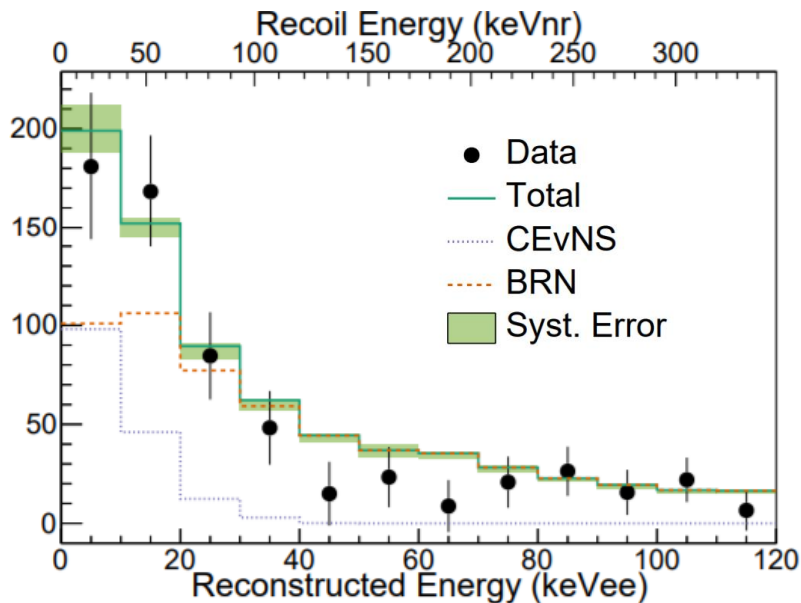 Recoil Energy (keVnr)
0 50 100 150 200 250 300
200
150
100
50
0
Data
Total
CEvNS
BRN
Syst. Error
0 20 40 60 80 100 120
Reconstructed Energy (keVee)